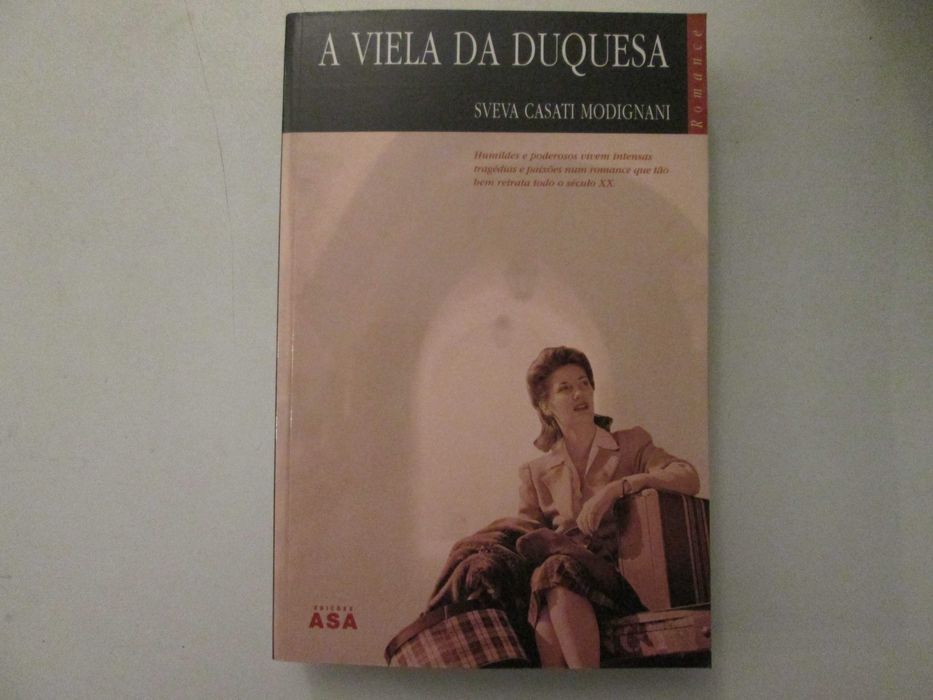 A VIELA DA DUQUESA
SVEVA CASATI MODIGNANI
Romance
Humildes e poderosos vivem intensas
tragédias e paixões num romance que tão
bem retrata todo o século XX.
EDIÇÕES
ASA